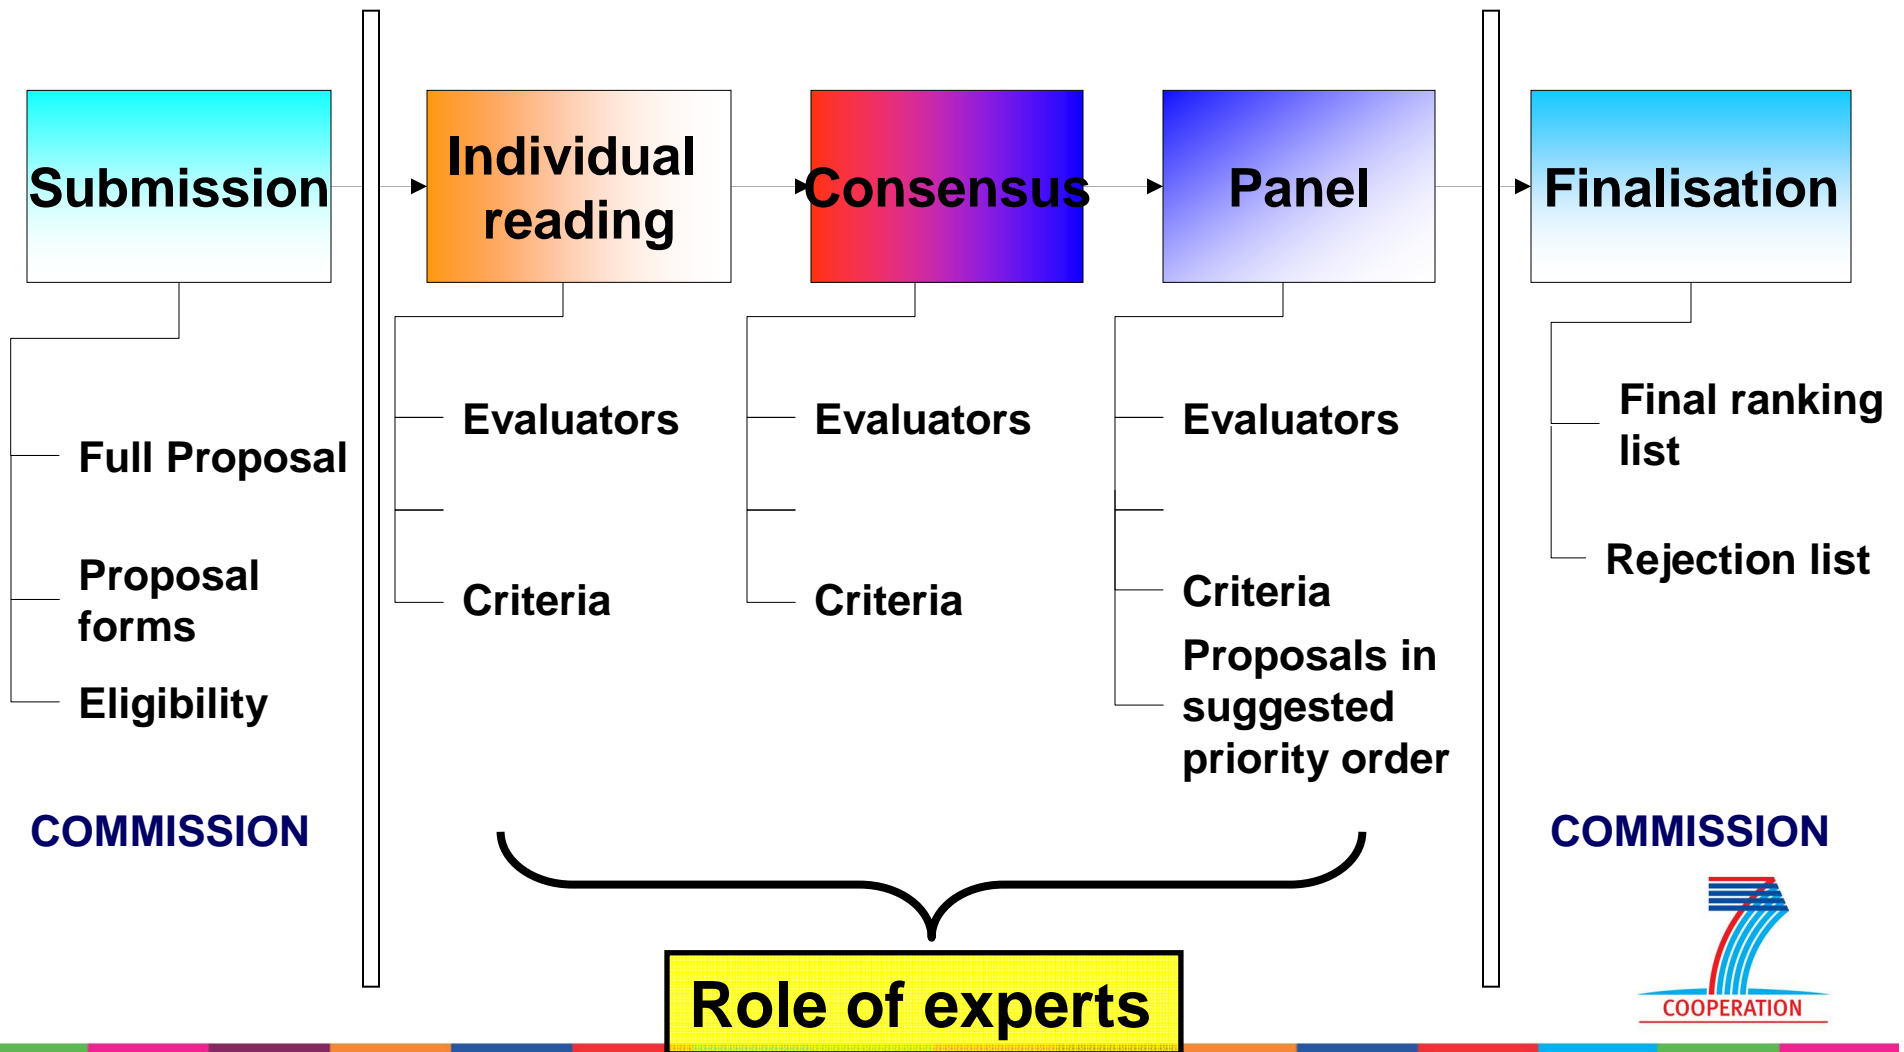 Submission
Individual
reading
Consensus
Panel
Finalisation
Full Proposal
Proposal
forms
Eligibility
Evaluators
Criteria
Evaluators
Criteria
Evaluators
Criteria
Proposals in
suggested
priority order
Final ranking
list
Rejection list
COMMISSION
COMMISSION
Role of experts
7
COOPERATION